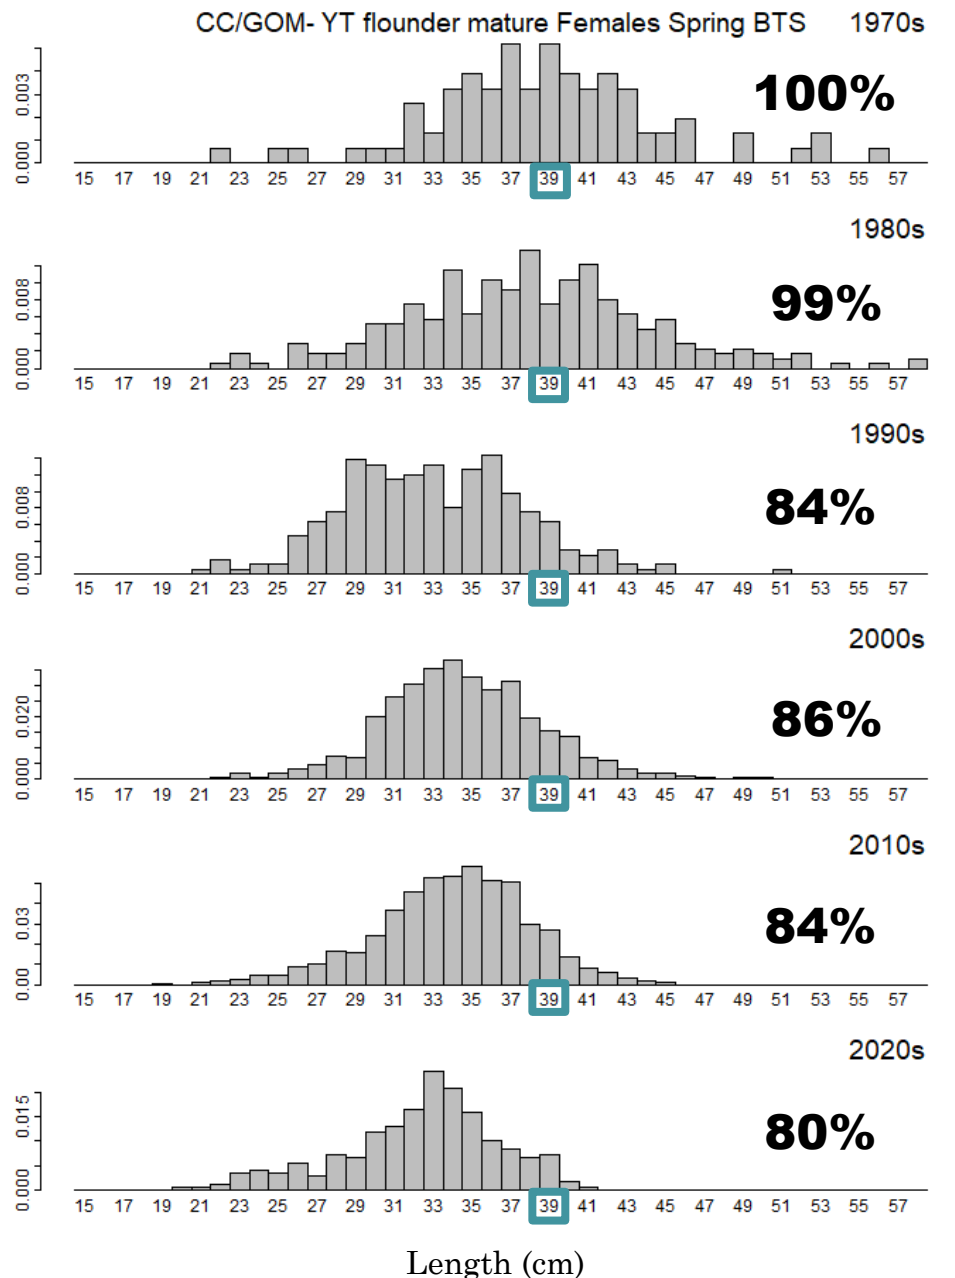 CC/GOM- YT flounder mature Females Spring BTS 1970s
100%
0.003
0.000
15 17 19 21 23 25 27 29 31 33 35 37 39 41 43 45 47 49 51 53 55 57
1980s
99%
0.008
0.000
15 17 19 21 23 25 27 29 31 33 35 37 39 41 43 45 47 49 51 53 55 57
1990s
84%
0.008
0.000
15 17 19 21 23 25 27 29 31 33 35 37 39 41 43 45 47 49 51 53 55 57
2000s
86%
0.020
0.000
15 17 19 21 23 25 27 29 31 33 35 37 39 41 43 45 47 49 51 53 55 57
2010s
84%
0.03
0.00
15 17 19 21 23 25 27 29 31 33 35 37 39 41 43 45 47 49 51 53 55 57
2020s
80%
0.015
0.000
15 17 19 21 23 25 27 29 31 33 35 37 39 41 43 45 47 49 51 53 55 57
Length (cm)